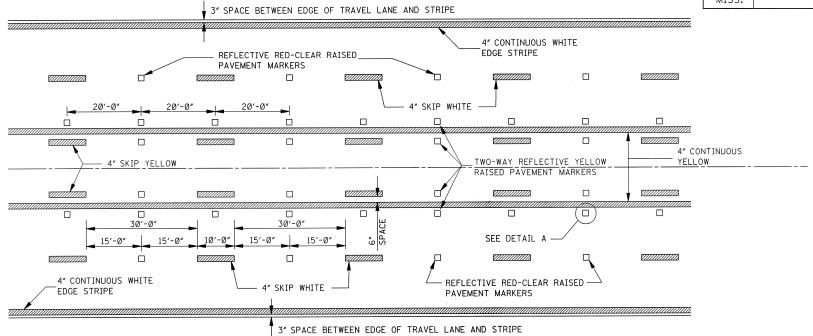 3" SPACE BETWEEN EDGE OF TRAVEL LANE AND STRIPE
MISS.
4" CONTINUOUS WHITE
EDGE STRIPE
REFLECTIVE RED-CLEAR RAISED
PAVEMENT MARKERS
4" SKIP WHITE
20'-0"
20'-0"
20'-0"
4" SKIP YELLOW
TWO-WAY REFLECTIVE YELLOW
RAISED PAVEMENT MARKERS
4" CONTINUOUS
YELLOW
30'-0"
30'-0"
15'-0"
15'-0"
10'-0"
15'-0"
15'-0"
6"
SPACE
SEE DETAIL A
4" CONTINUOUS WHITE
EDGE STRIPE
4" SKIP WHITE
REFLECTIVE RED-CLEAR RAISED
PAVEMENT MARKERS
3" SPACE BETWEEN EDGE OF TRAVEL LANE AND STRIPE